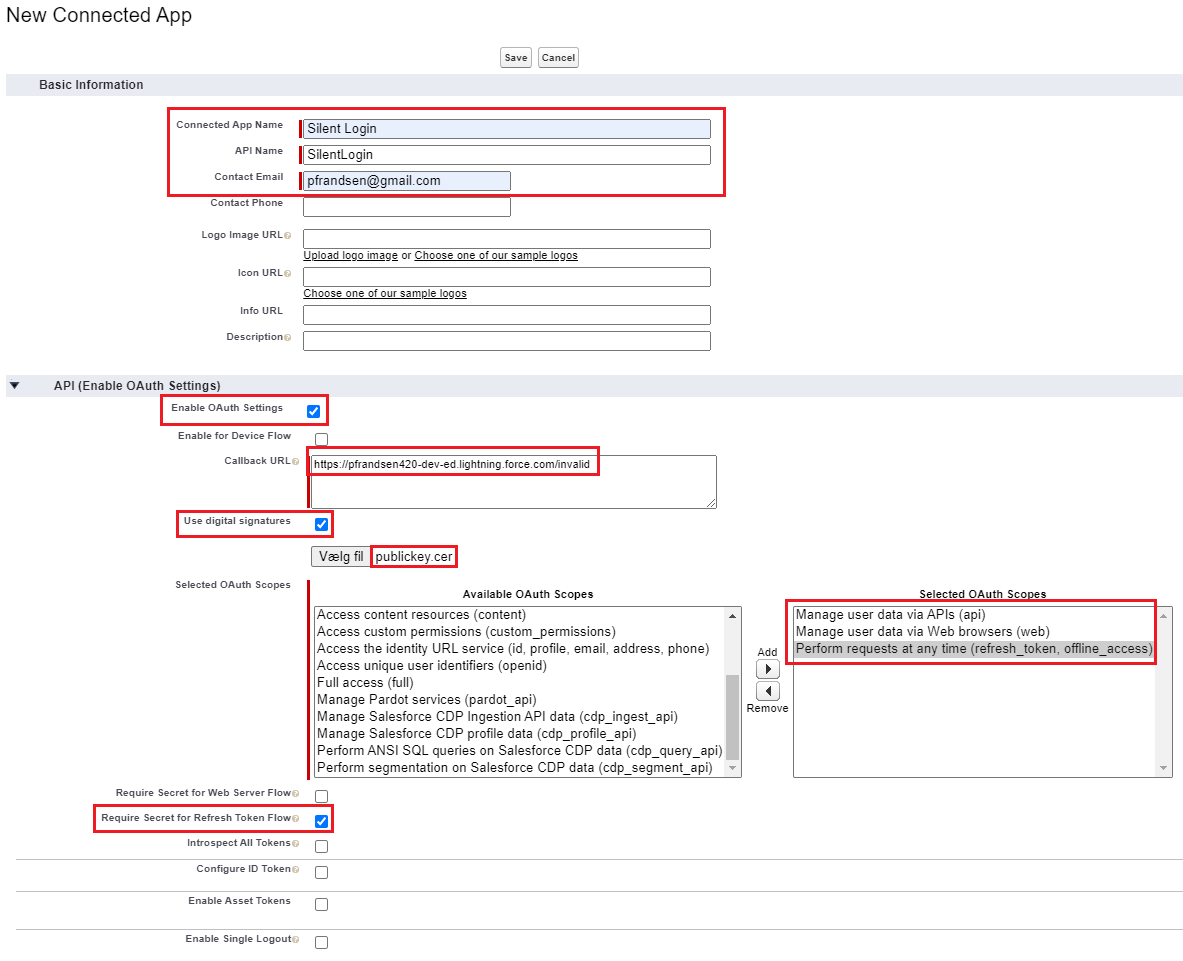 New Connected App
Save Cancel
Basic Information
Connected App Name Silent Login
API Name SilentLogin
Contact Email pfrandsen@gmail.com
Contact Phone
Logo Image URL
Upload logo image or Choose one of our sample logos
Icon URL
Choose one of our sample logos
Info URL
Description
API (Enable OAuth Settings)
Enable OAuth Settings
Enable for Device Flow
Callback URL https://pfrandsen420-dev-ed.lightning.force.com/invalid
Use digital signatures
Vælg fil publickey.cer
Selected OAuth Scopes
Available OAuth Scopes
Access content resources (content)
Access custom permissions (custom_permissions)
Access the identity URL service (id, profile, email, address, phone)
Access unique user identifiers (openid)
Full access (full)
Manage Pardot services (pardot_api)
Manage Salesforce CDP Ingestion API data (cdp_ingest_api)
Manage Salesforce CDP profile data (cdp_profile_api)
Perform ANSI SQL queries on Salesforce CDP data (cdp_query_api)
Perform segmentation on Salesforce CDP data (cdp_segment_api)
Add
Remove
Selected OAuth Scopes
Manage user data via APIs (api)
Manage user data via Web browsers (web)
Perform requests at any time (refresh_token, offline_access)
Require Secret for Web Server Flow
Require Secret for Refresh Token Flow
Introspect All Tokens
Configure ID Token
Enable Asset Tokens
Enable Single Logout